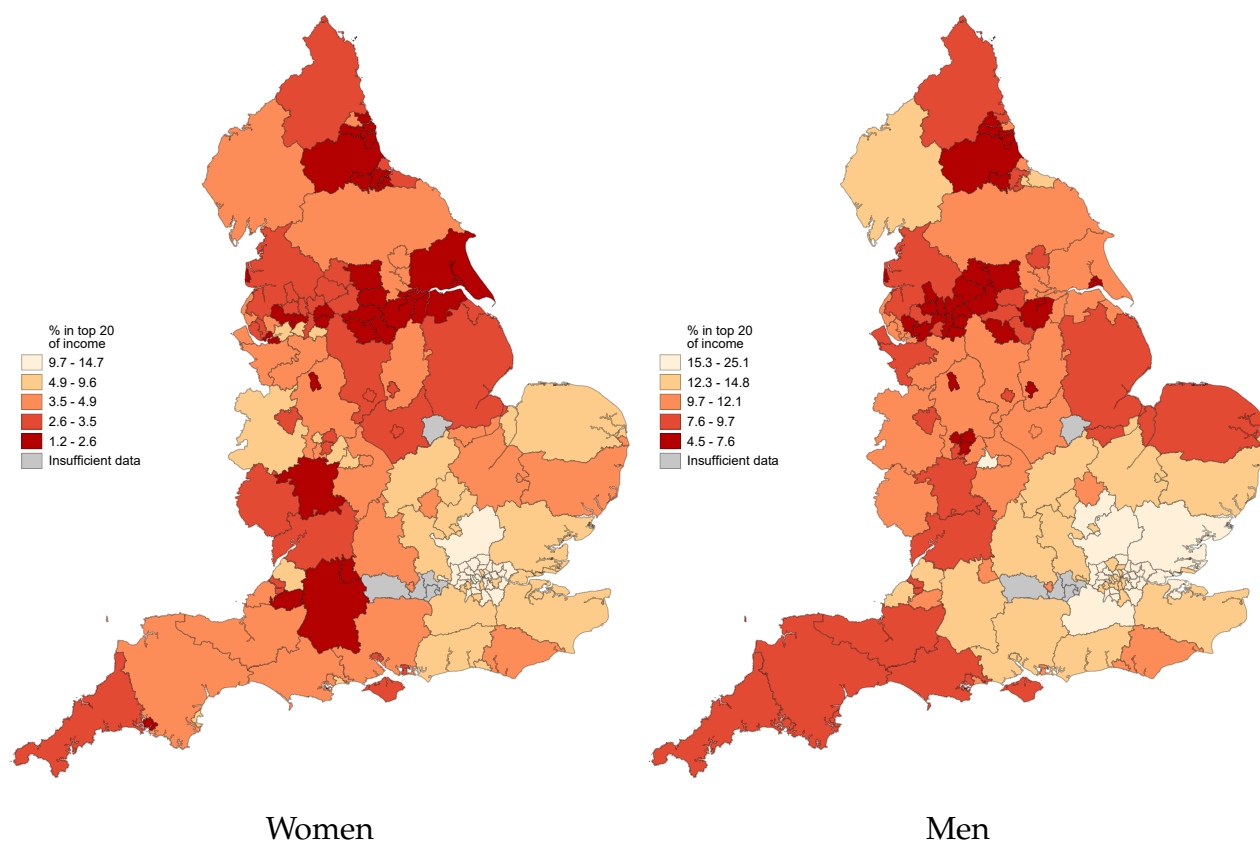 % in top 20
of income
9.7 - 14.7
4.9 - 9.6
3.5 - 4.9
2.6 - 3.5
1.2 - 2.6
Insufficient data
% in top 20
of income
15.3 - 25.1
12.3 - 14.8
9.7 - 12.1
7.6 - 9.7
4.5 - 7.6
Insufficient data
Women
Men